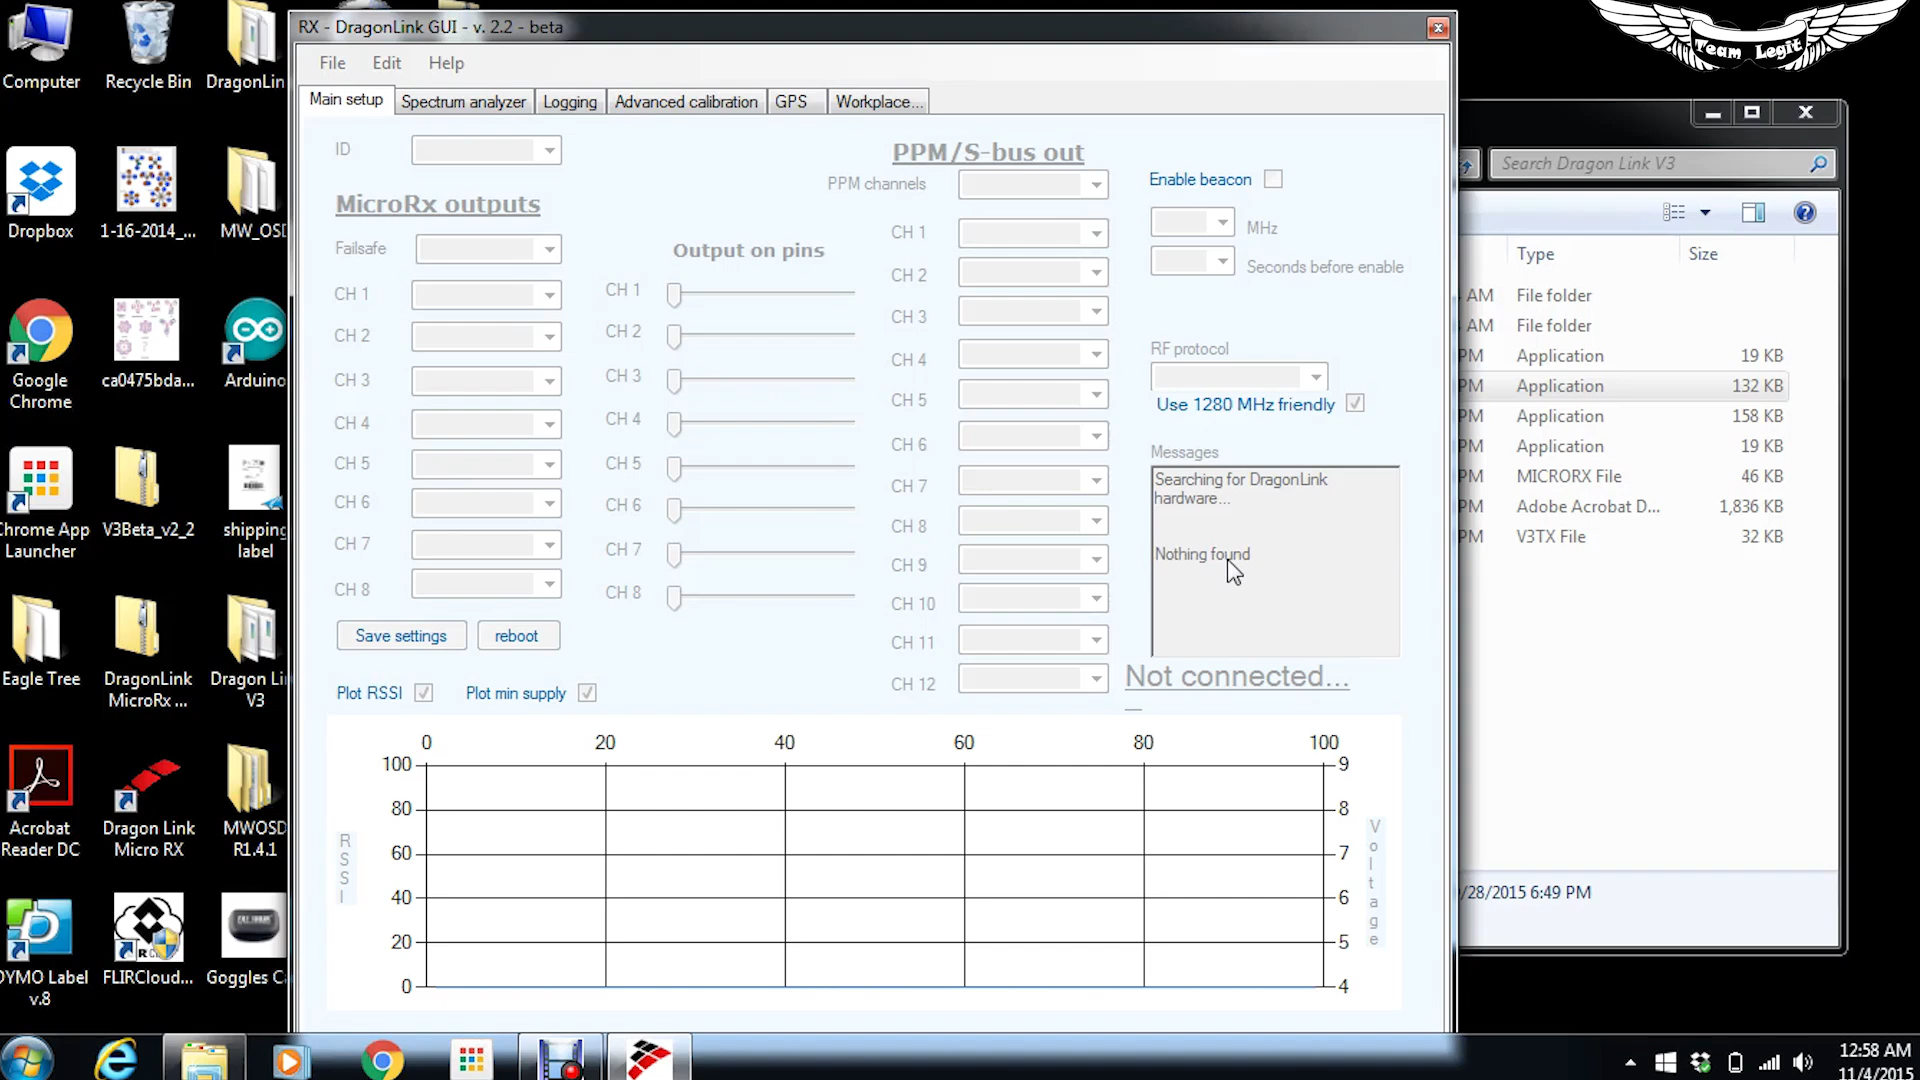 RX - DragonLink GUI - v. 2.2 - beta
File Edit Help
Main setup Spectrum analyzer Logging Advanced calibration GPS Workplace...
ID
MicroRx outputs
Failsafe
CH 1
CH 2
CH 3
CH 4
CH 5
CH 6
CH 7
CH 8
Save settings reboot
Output on pins
CH 1
CH 2
CH 3
CH 4
CH 5
CH 6
CH 7
CH 8
PPM/S-bus out
PPM channels
CH 1
CH 2
CH 3
CH 4
CH 5
CH 6
CH 7
CH 8
CH 9
CH 10
CH 11
CH 12
Enable beacon
MHz
Seconds before enable
RF protocol
Use 1280 MHz friendly
Messages
Searching for DragonLink
hardware...
Nothing found
Not connected...
Plot RSSI Plot min supply
0 20 40 60 80 100
100 9
80 8
60 7
40 6
20 5
0 4
RSSI
Voltage
Computer
Recycle Bin
DragonLin
Dropbox
1-16-2014_...
MW_OSD
Google
Chrome
ca0475bda...
Arduino
Chrome App
Launcher
V3Beta_v2_2
shipping
label
Eagle Tree
DragonLink
MicroRx ...
Dragon Lin
V3
Acrobat
Reader DC
Dragon Link
Micro RX
MWOSD
R1.4.1
DYMO Label
v.8
FLIRCloud...
Goggles Ca
Team Legit
Search Dragon Link V3
Type Size
AM File folder
AM File folder
PM Application 19 KB
PM Application 132 KB
PM Application 158 KB
PM Application 19 KB
PM MICRORX File 46 KB
PM Adobe Acrobat D... 1,836 KB
PM V3TX File 32 KB
/28/2015 6:49 PM
12:58 AM
11/4/2015